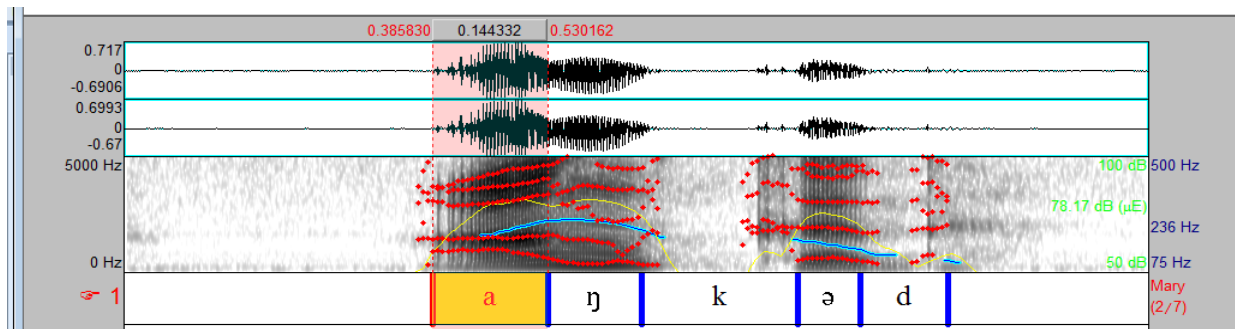 0.385830 0.144332 0.530162
0.717
0
-0.6906
0.6993
0
-0.67
5000 Hz 100 dB 500 Hz
78.17 dB (µE)
236 Hz
0 Hz 50 dB 75 Hz
☞ 1 a ŋ k ə d Mary
(2/7)